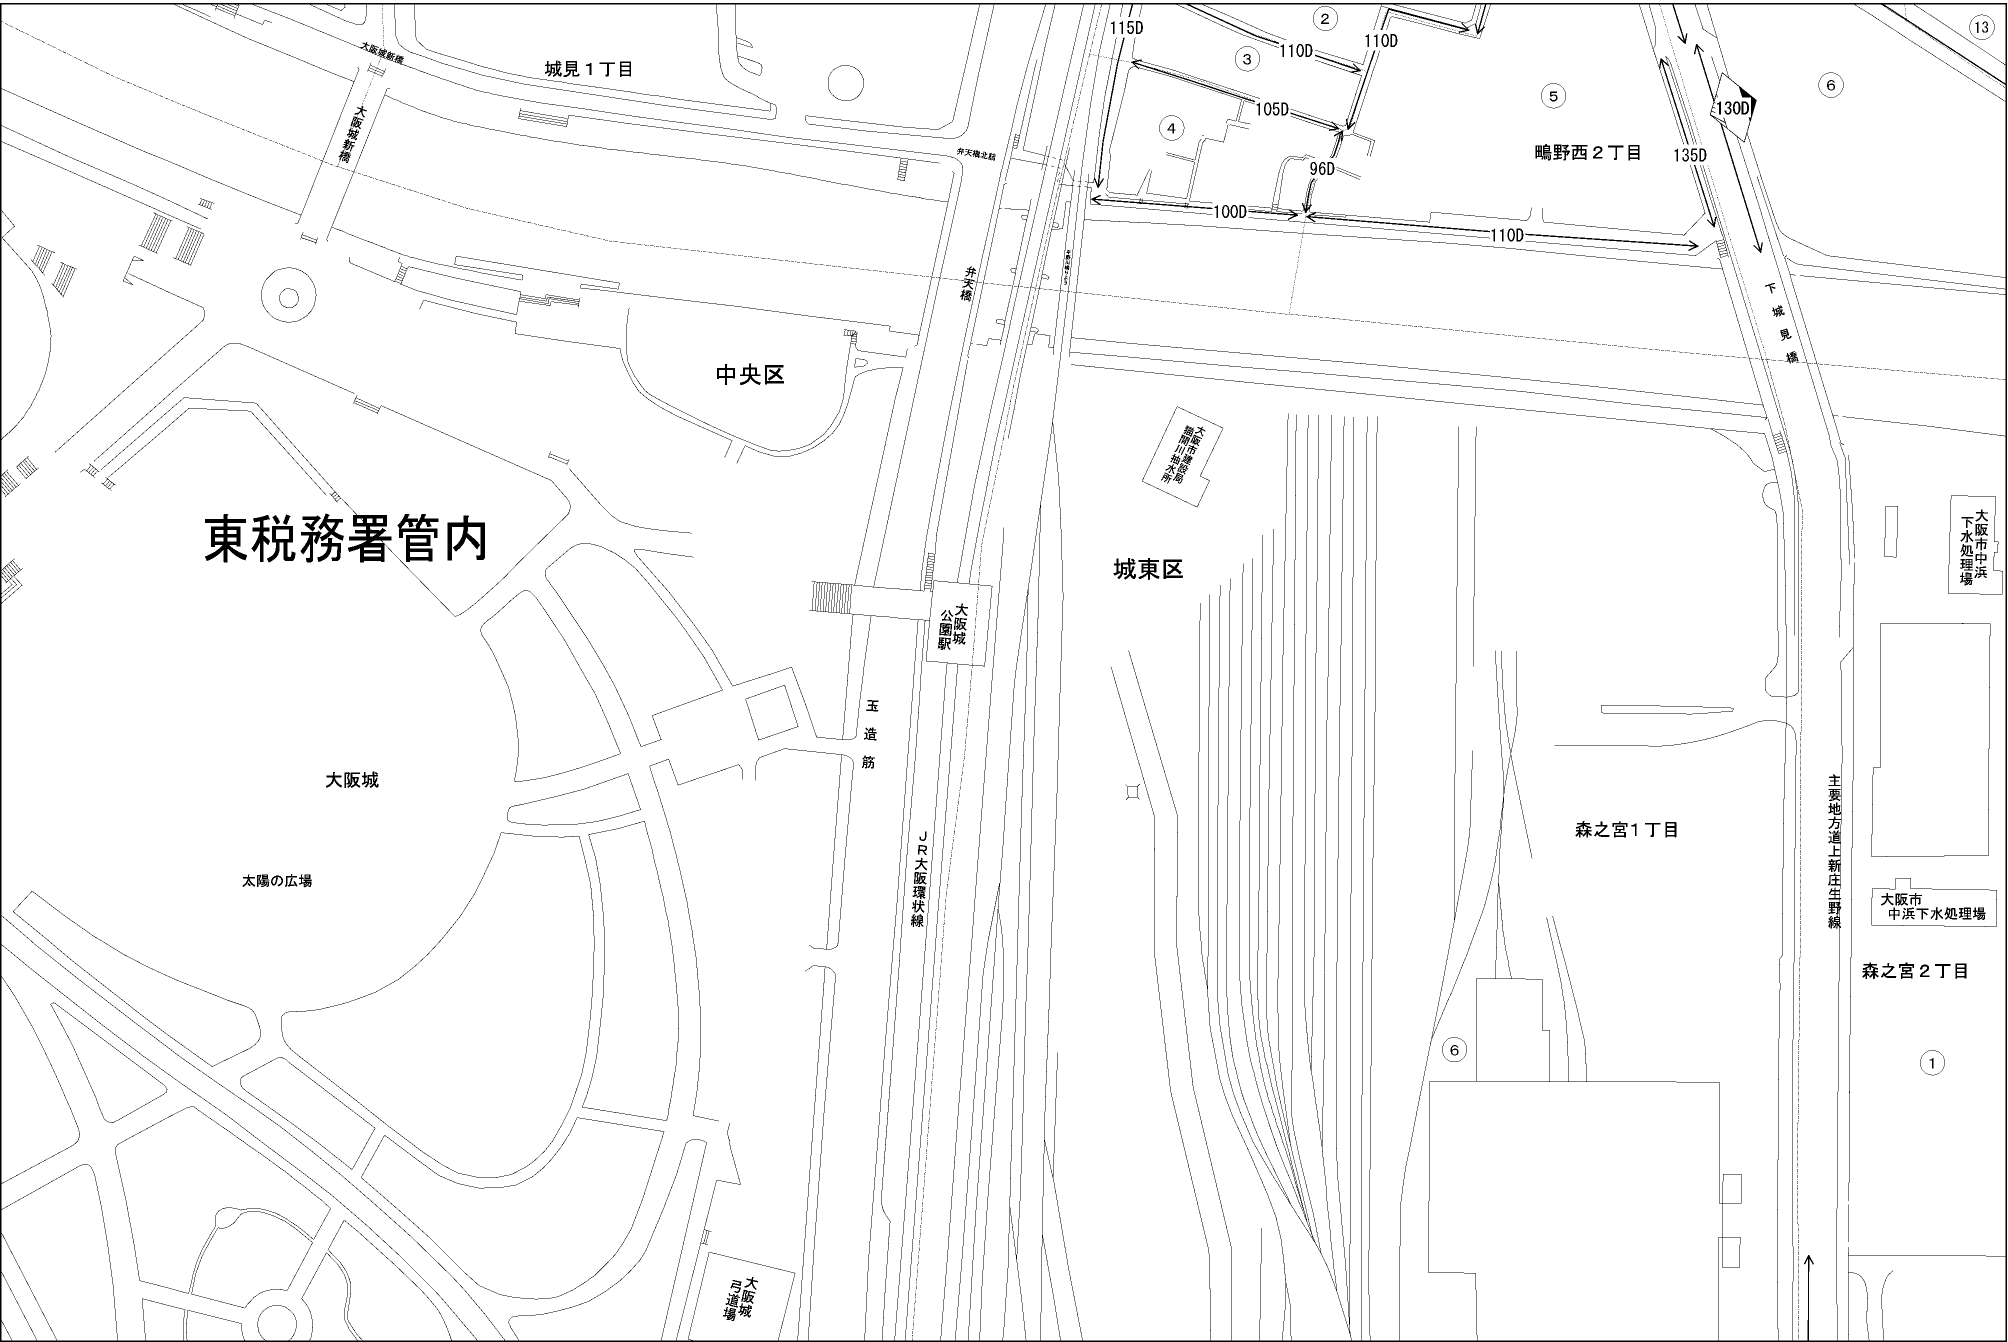 115D
②
110D
110D
⑬
大阪城新橋
城見１丁目
③
⑤
⑥
130D
大阪城新橋
105D
④
弁天橋北詰
鴫野西２丁目
135D
96D
100D
110D
弁天橋
下城見橋
中央区
大阪市建設局
猫間川抽水所
東税務署管内
城東区
大阪市中浜
下水処理場
大阪城
公園駅
玉造筋
大阪城
森之宮１丁目
主要地方道上新庄生野線
ＪＲ大阪環状線
太陽の広場
大阪市
中浜下水処理場
森之宮２丁目
⑥
①
大阪城
弓道場